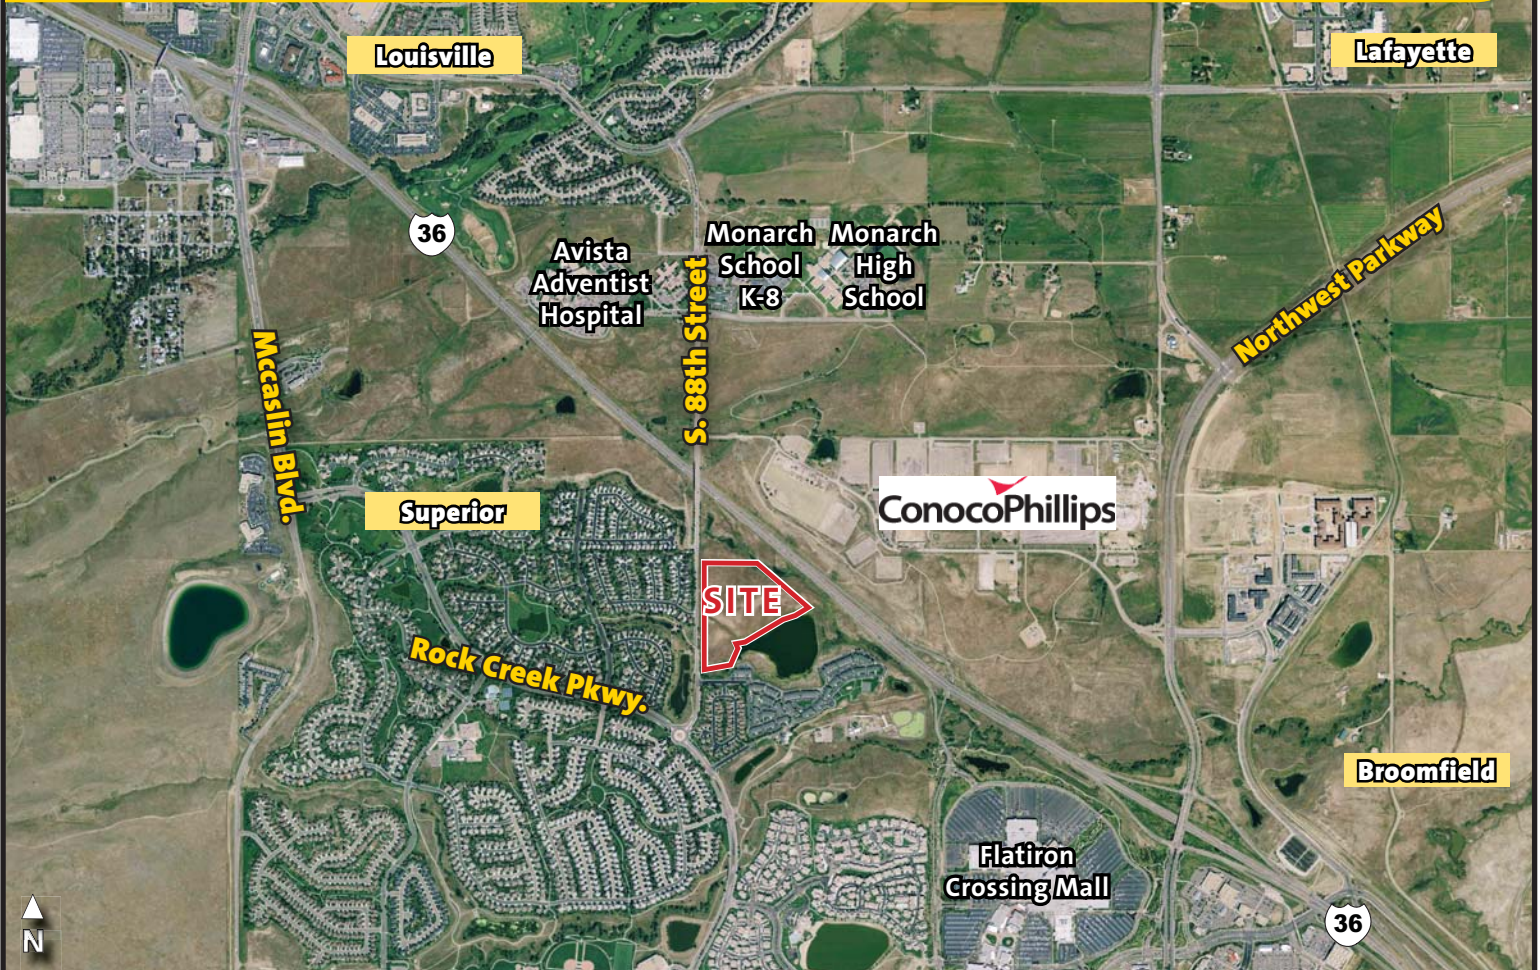 Louisville
Lafayette
36
Avista
Adventist
Hospital
Monarch
School
K-8
Monarch
High
School
S. 88th Street
Northwest Parkway
Mccaslin Blvd.
Superior
ConocoPhillips
SITE
Rock Creek Pkwy.
Broomfield
Flatiron
Crossing Mall
N
36